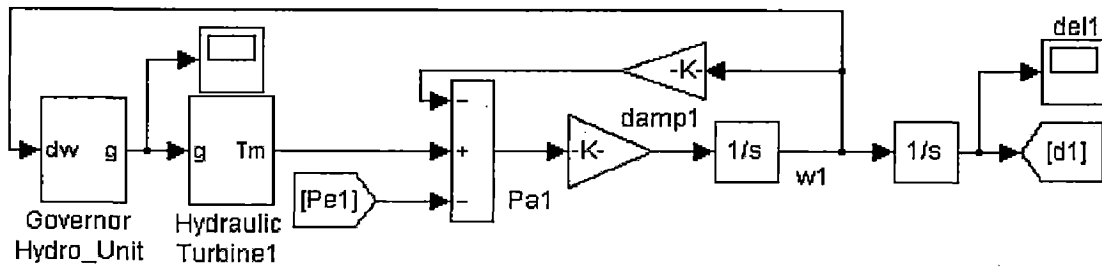 del1
-K-
damp1
dw g
g Tm
-
+
-
-K-
1/s
1/s
[d1]
w1
[Pe1]
Pa1
Governor
Hydro_Unit
Hydraulic
Turbine1